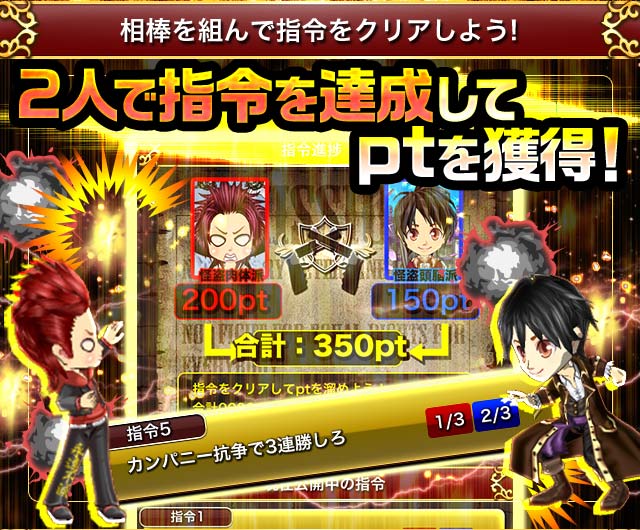 相棒を組んで指令をクリアしよう!
2人で指令を達成して
ptを獲得!
指令進捗
怪盗肉体派
怪盗頭脳派
200pt
150pt
合計:350pt
指令をクリアしてptを溜めよう!
指令5
1/3 2/3
カンパニー抗争で3連勝しろ
現在公開中の指令
指令1